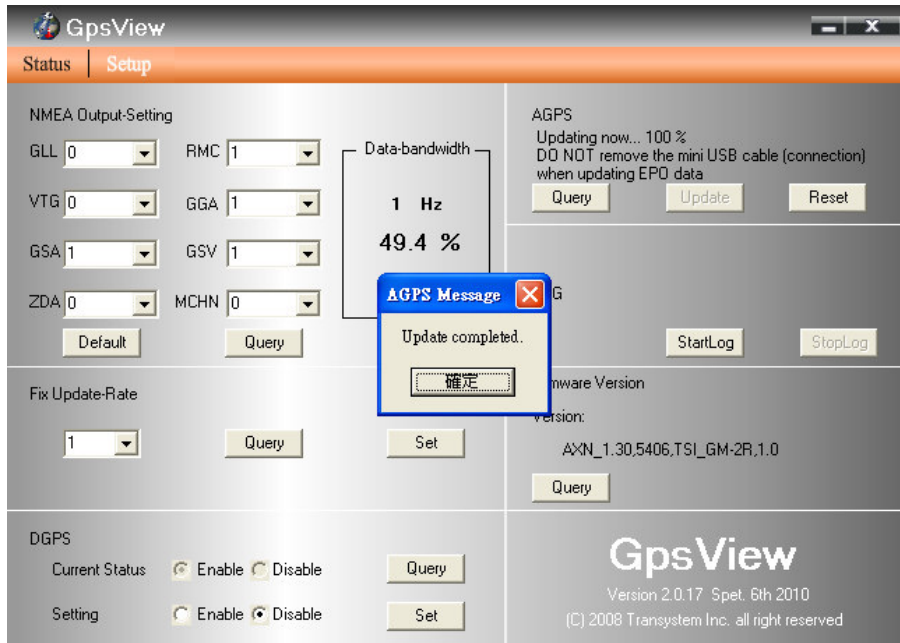 GpsView
Status Setup
NMEA Output-Setting
GLL 0 RMC 1
VTG 0 GGA 1
GSA 1 GSV 1
ZDA 0 MCHN 0
Default Query
Data-bandwidth
1 Hz
49.4 %
AGPS
Updating now... 100 %
DO NOT remove the mini USB cable (connection)
when updating EPO data
Query Update Reset
G
StartLog StopLog
AGPS Message
Update completed.
確定
Fix Update-Rate
1 Query Set
mware Version
Version:
AXN_1.30,5406,TSI_GM-2R,1.0
Query
DGPS
Current Status Enable Disable Query
Setting Enable Disable Set
GpsView
Version 2.0.17 Spet. 6th 2010
(C) 2008 Transystem Inc. all right reserved